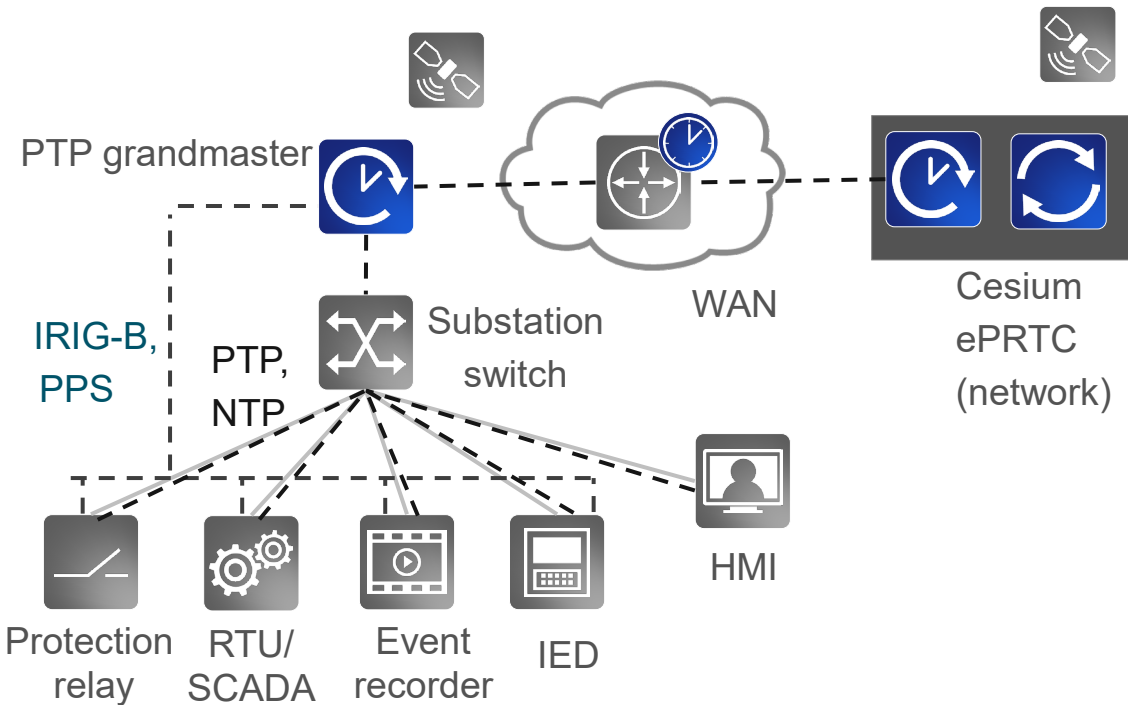 PTP grandmaster
WAN
Cesium
ePRTC
(network)
Substation
switch
IRIG-B,
PPS
PTP,
NTP
HMI
Protection
relay
RTU/
SCADA
Event
recorder
IED